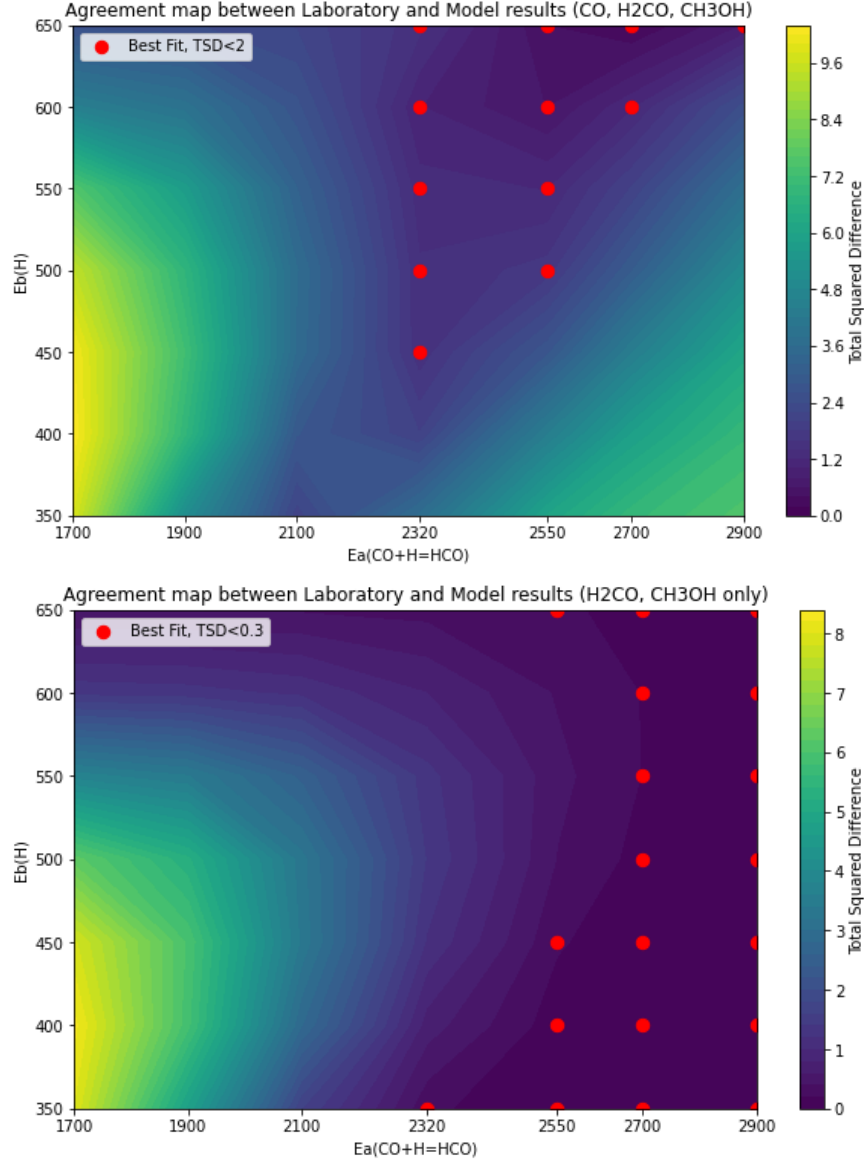 Agreement map between Laboratory and Model results (CO, H2CO, CH3OH)
Best Fit, TSD<2
650
600
550
500
450
400
350
Eb(H)
1700 1900 2100 2320 2550 2700 2900
Ea(CO+H=HCO)
9.6
8.4
7.2
6.0
4.8
3.6
2.4
1.2
0.0
Total Squared Difference
Agreement map between Laboratory and Model results (H2CO, CH3OH only)
Best Fit, TSD<0.3
650
600
550
500
450
400
350
Eb(H)
1700 1900 2100 2320 2550 2700 2900
Ea(CO+H=HCO)
8
7
6
5
4
3
2
1
0
Total Squared Difference